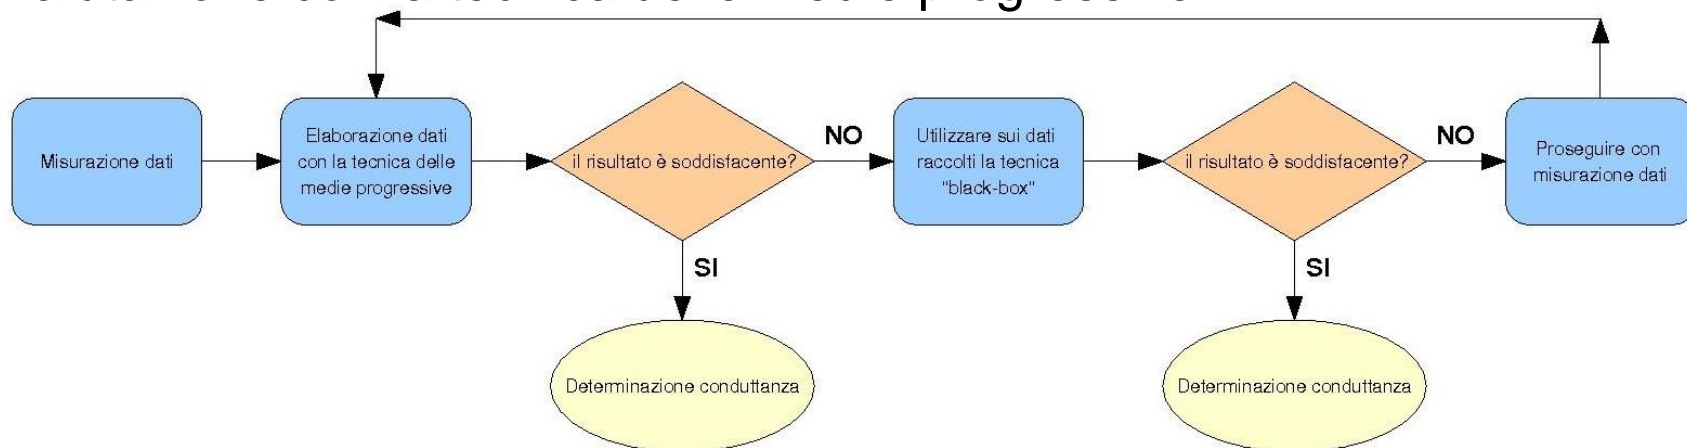 Misurazione dati
Elaborazione dati
con la tecnica delle
medie progressive
il risultato è soddisfacente?
NO
SI
Determinazione conduttanza
Utilizzare sui dati
raccolti la tecnica
"black-box"
il risultato è soddisfacente?
NO
SI
Determinazione conduttanza
Proseguire con
misurazione dati